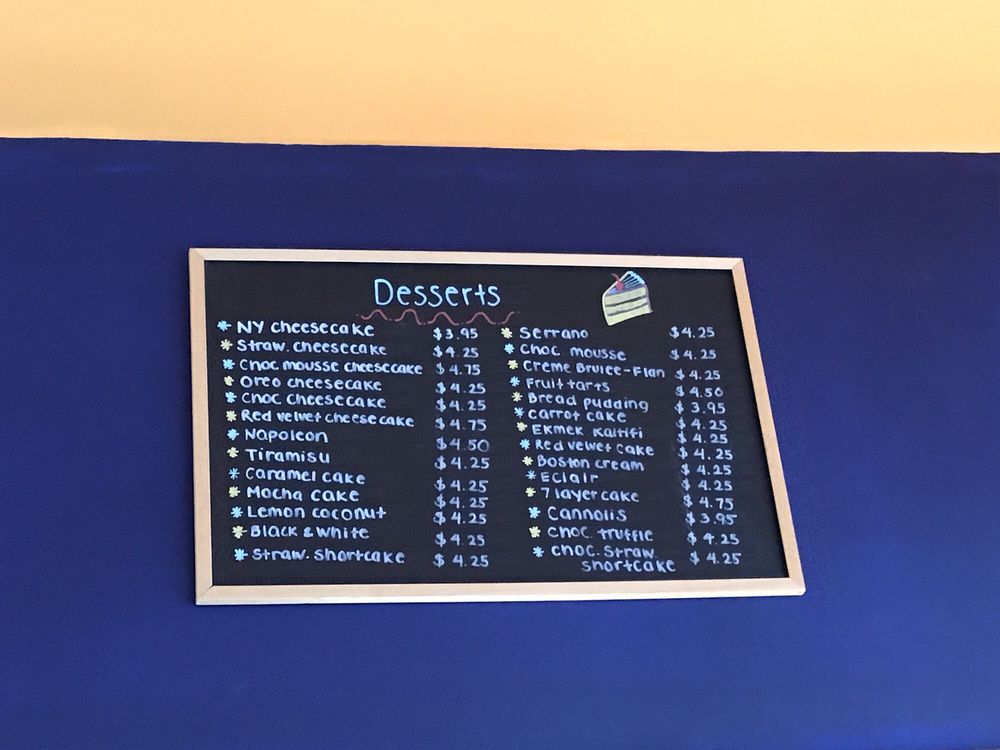 Desserts
* NY cheesecake $3.95
* Straw. cheesecake $4.25
* Choc mousse cheesecake $4.75
* Oreo cheesecake $4.25
* Choc cheesecake $4.25
* Red velvet cheesecake $4.75
* Napoleon $4.50
* Tiramisu $4.25
* Caramel cake $4.25
* Mocha cake $4.25
* Lemon coconut $4.25
* Black & White $4.25
* Straw. shortcake $4.25
* Serrano $4.25
* Choc. mousse $4.25
* Creme Brulee-Flan $4.25
* Fruit tarts $4.50
* Bread pudding $3.95
* Carrot cake $4.25
* Ekmek Kaitifi $4.25
* Red velvet cake $4.25
* Boston cream $4.25
* Eclair $4.25
* 7 layer cake $4.75
* Cannolis $3.95
* Choc. truffle $4.25
* Choc. Straw. $4.25
shortcake